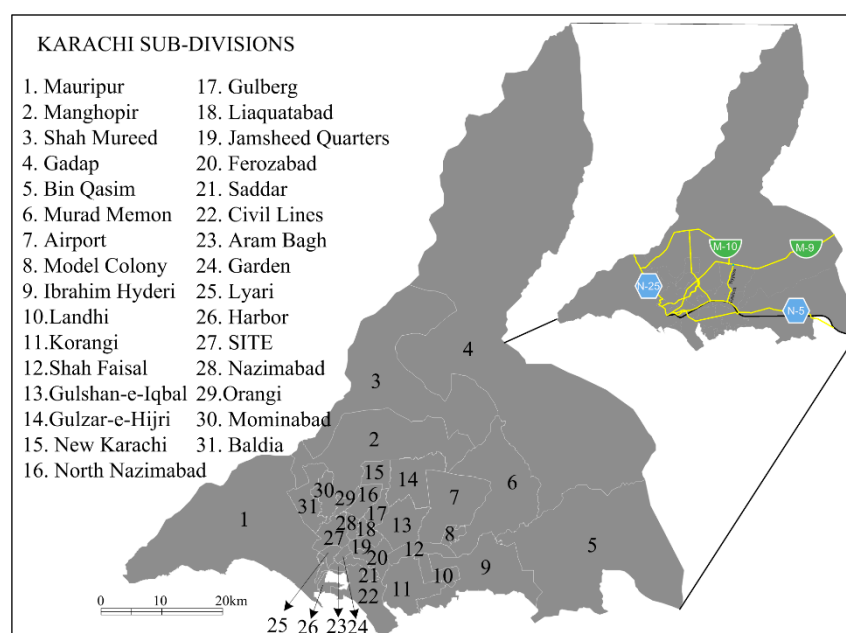 KARACHI SUB-DIVISIONS
1. Mauripur
2. Manghopir
3. Shah Mureed
4. Gadap
5. Bin Qasim
6. Murad Memon
7. Airport
8. Model Colony
9. Ibrahim Hyderi
10.Landhi
11.Korangi
12.Shah Faisal
13.Gulshan-e-Iqbal
14.Gulzar-e-Hijri
15. New Karachi
16. North Nazimabad
17. Gulberg
18. Liaquatabad
19. Jamsheed Quarters
20. Ferozabad
21. Saddar
22. Civil Lines
23. Aram Bagh
24. Garden
25. Lyari
26. Harbor
27. SITE
28. Nazimabad
29.Orangi
30. Mominabad
31. Baldia
M-10
M-9
N-25
N-5
4
3
2
15
14
30
29
16
7
6
31
17
1
28
18
13
27
8
19
12
20
5
9
21
10
22
11
25
26
23
24
0
10
20km